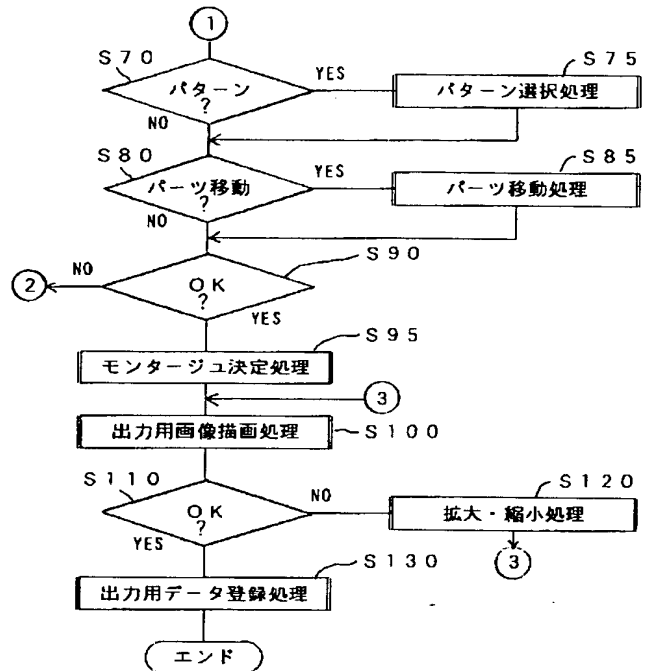 1
S70
YES
S75
パターン
?
パターン選択処理
NO
S80
YES
S85
パーツ移動
?
パーツ移動処理
NO
S90
2
NO
OK
?
YES
S95
モンタージュ決定処理
3
出力用画像描画処理
S100
S110
NO
S120
OK
?
拡大・縮小処理
YES
3
S130
出力用データ登録処理
エンド